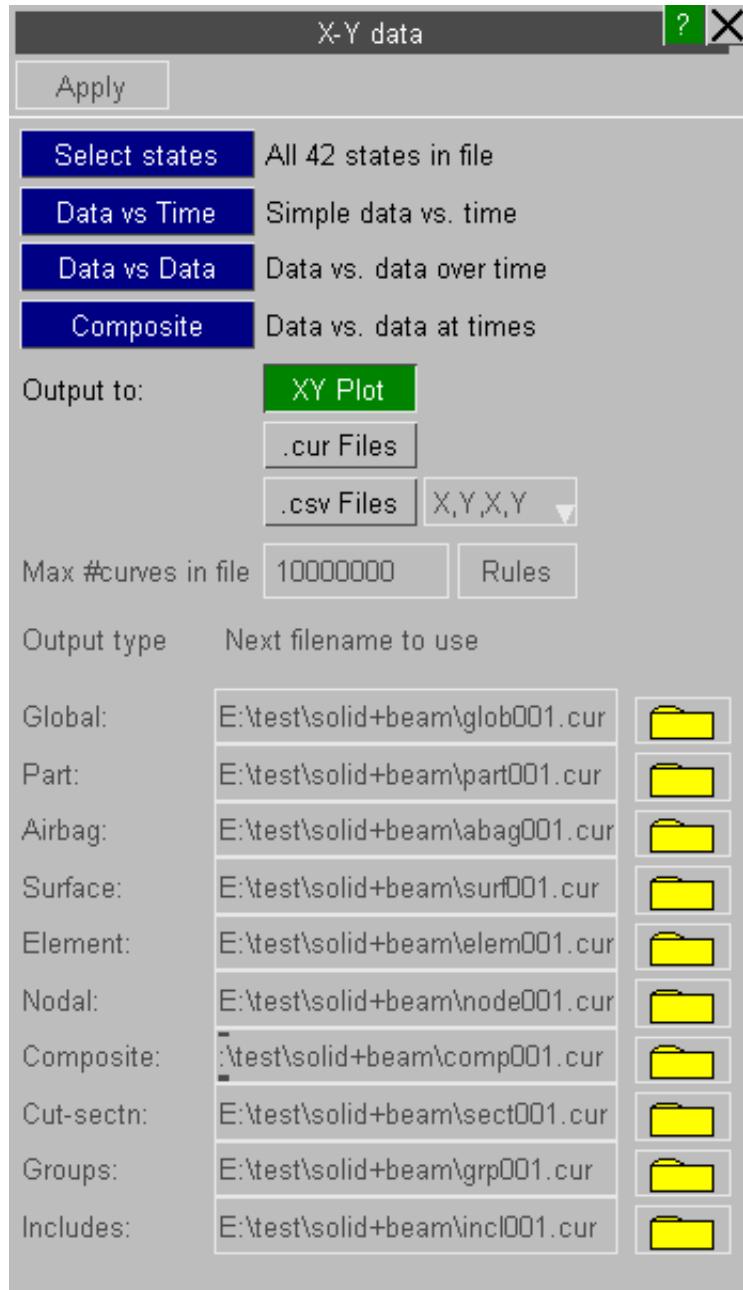 X-Y data ?
Apply
Select states All 42 states in file
Data vs Time Simple data vs. time
Data vs Data Data vs. data over time
Composite Data vs. data at times
Output to: XY Plot
.cur Files
.csv Files X,Y,X,Y
Max #curves in file 10000000 Rules
Output type Next filename to use
Global: E:\test\solid+beam\glob001.cur
Part: E:\test\solid+beam\part001.cur
Airbag: E:\test\solid+beam\abag001.cur
Surface: E:\test\solid+beam\surf001.cur
Element: E:\test\solid+beam\elem001.cur
Nodal: E:\test\solid+beam\node001.cur
Composite: :\test\solid+beam\comp001.cur
Cut-sectn: E:\test\solid+beam\sect001.cur
Groups: E:\test\solid+beam\grp001.cur
Includes: E:\test\solid+beam\incl001.cur